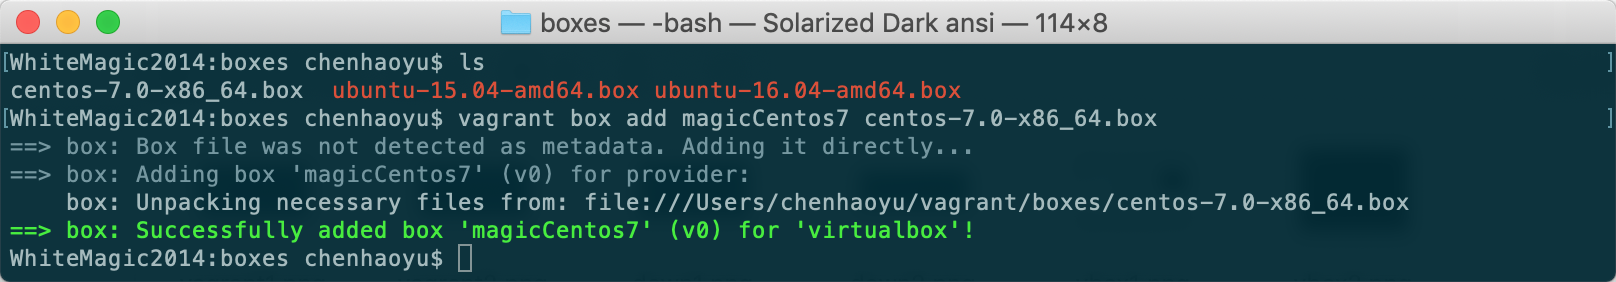 boxes — -bash — Solarized Dark ansi — 114×8
[WhiteMagic2014:boxes chenhaoyu$ ls ]
centos-7.0-x86_64.box  ubuntu-15.04-amd64.box ubuntu-16.04-amd64.box
[WhiteMagic2014:boxes chenhaoyu$ vagrant box add magicCentos7 centos-7.0-x86_64.box ]
==> box: Box file was not detected as metadata. Adding it directly...
==> box: Adding box 'magicCentos7' (v0) for provider:
    box: Unpacking necessary files from: file:///Users/chenhaoyu/vagrant/boxes/centos-7.0-x86_64.box
==> box: Successfully added box 'magicCentos7' (v0) for 'virtualbox'!
WhiteMagic2014:boxes chenhaoyu$